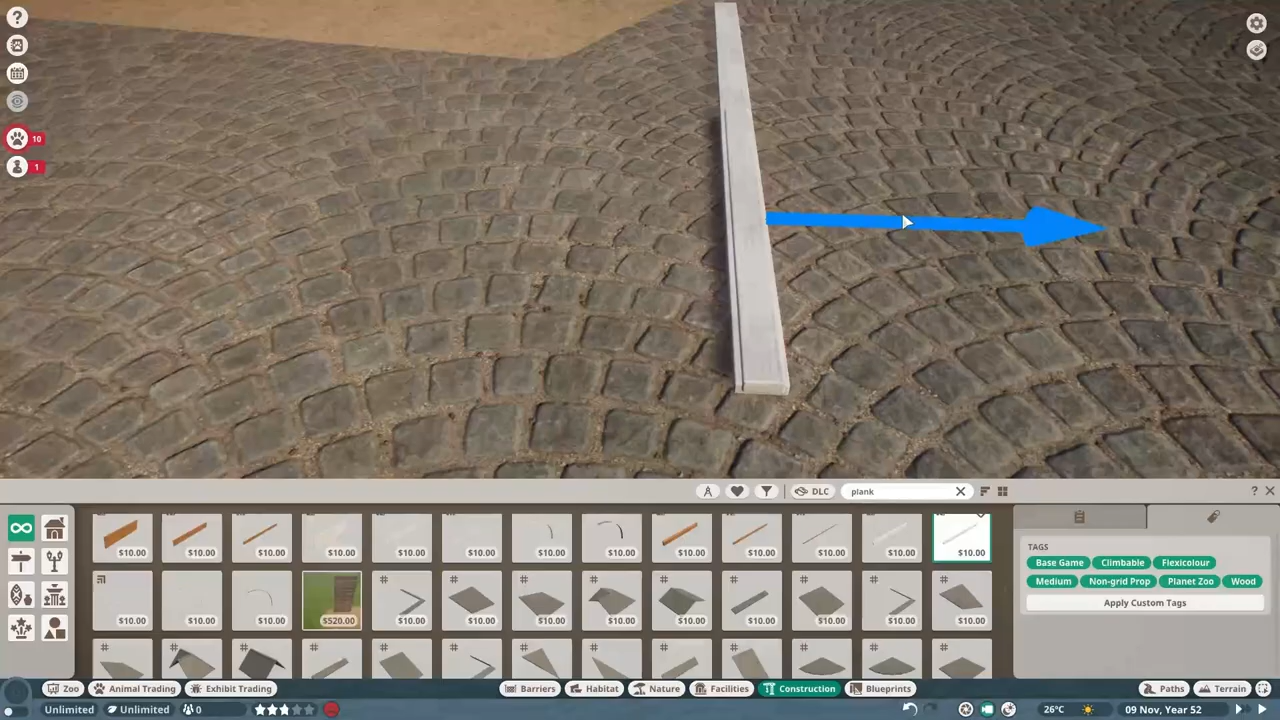 ?
10
1
DLC
plank
?
$10.00 $10.00 $10.00 $10.00 $10.00 $10.00 $10.00 $10.00 $10.00 $10.00 $10.00 $10.00 $10.00
$10.00 $10.00 $10.00 $520.00 $10.00 $10.00 $10.00 $10.00 $10.00 $10.00 $10.00 $10.00 $10.00
TAGS
Base Game Climbable Flexicolour
Medium Non-grid Prop Planet Zoo Wood
Apply Custom Tags
Zoo Animal Trading Exhibit Trading Barriers Habitat Nature Facilities Construction Blueprints Paths Terrain
Unlimited Unlimited 0 26°C 09 Nov, Year 52